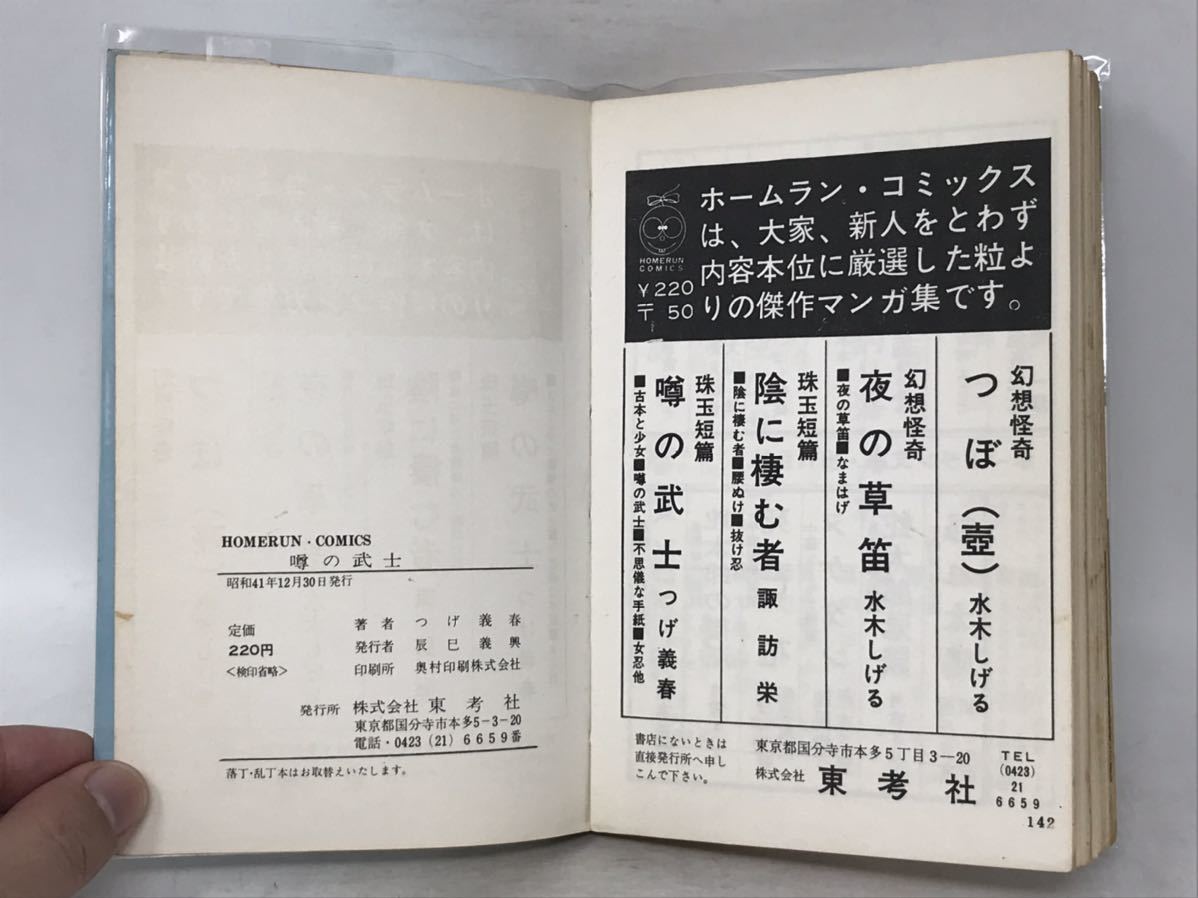 HOMERUN COMICS
¥220
〒50
ホームラン・コミックス
は、大家、新人をとわず
内容本位に厳選した粒よ
りの傑作マンガ集です。
幻想怪奇
つぼ（壺）水木しげる
幻想怪奇
夜の草笛 水木しげる
■夜の草笛■なまはげ
珠玉短篇
陰に棲む者 諏訪栄
■陰に棲む者■腰ぬけ■抜け忍
珠玉短篇
噂の武士 つげ義春
■古本と少女■噂の武士■不思儀な手紙■女忍他
書店にないときは
直接発行所へ申し
こんで下さい。
東京都国分寺市本多5丁目3—20
株式会社 東考社
TEL
(0423)
21
6659
142
HOMERUN・COMICS
噂の武士
昭和41年12月30日発行
定価
220円
<検印省略>
著者 つげ義春
発行者 辰巳義興
印刷所 奥村印刷株式会社
発行所 株式会社 東考社
東京都国分寺市本多5−3−20
電話・0423(21)6659番
落丁・乱丁本はお取替えいたします。